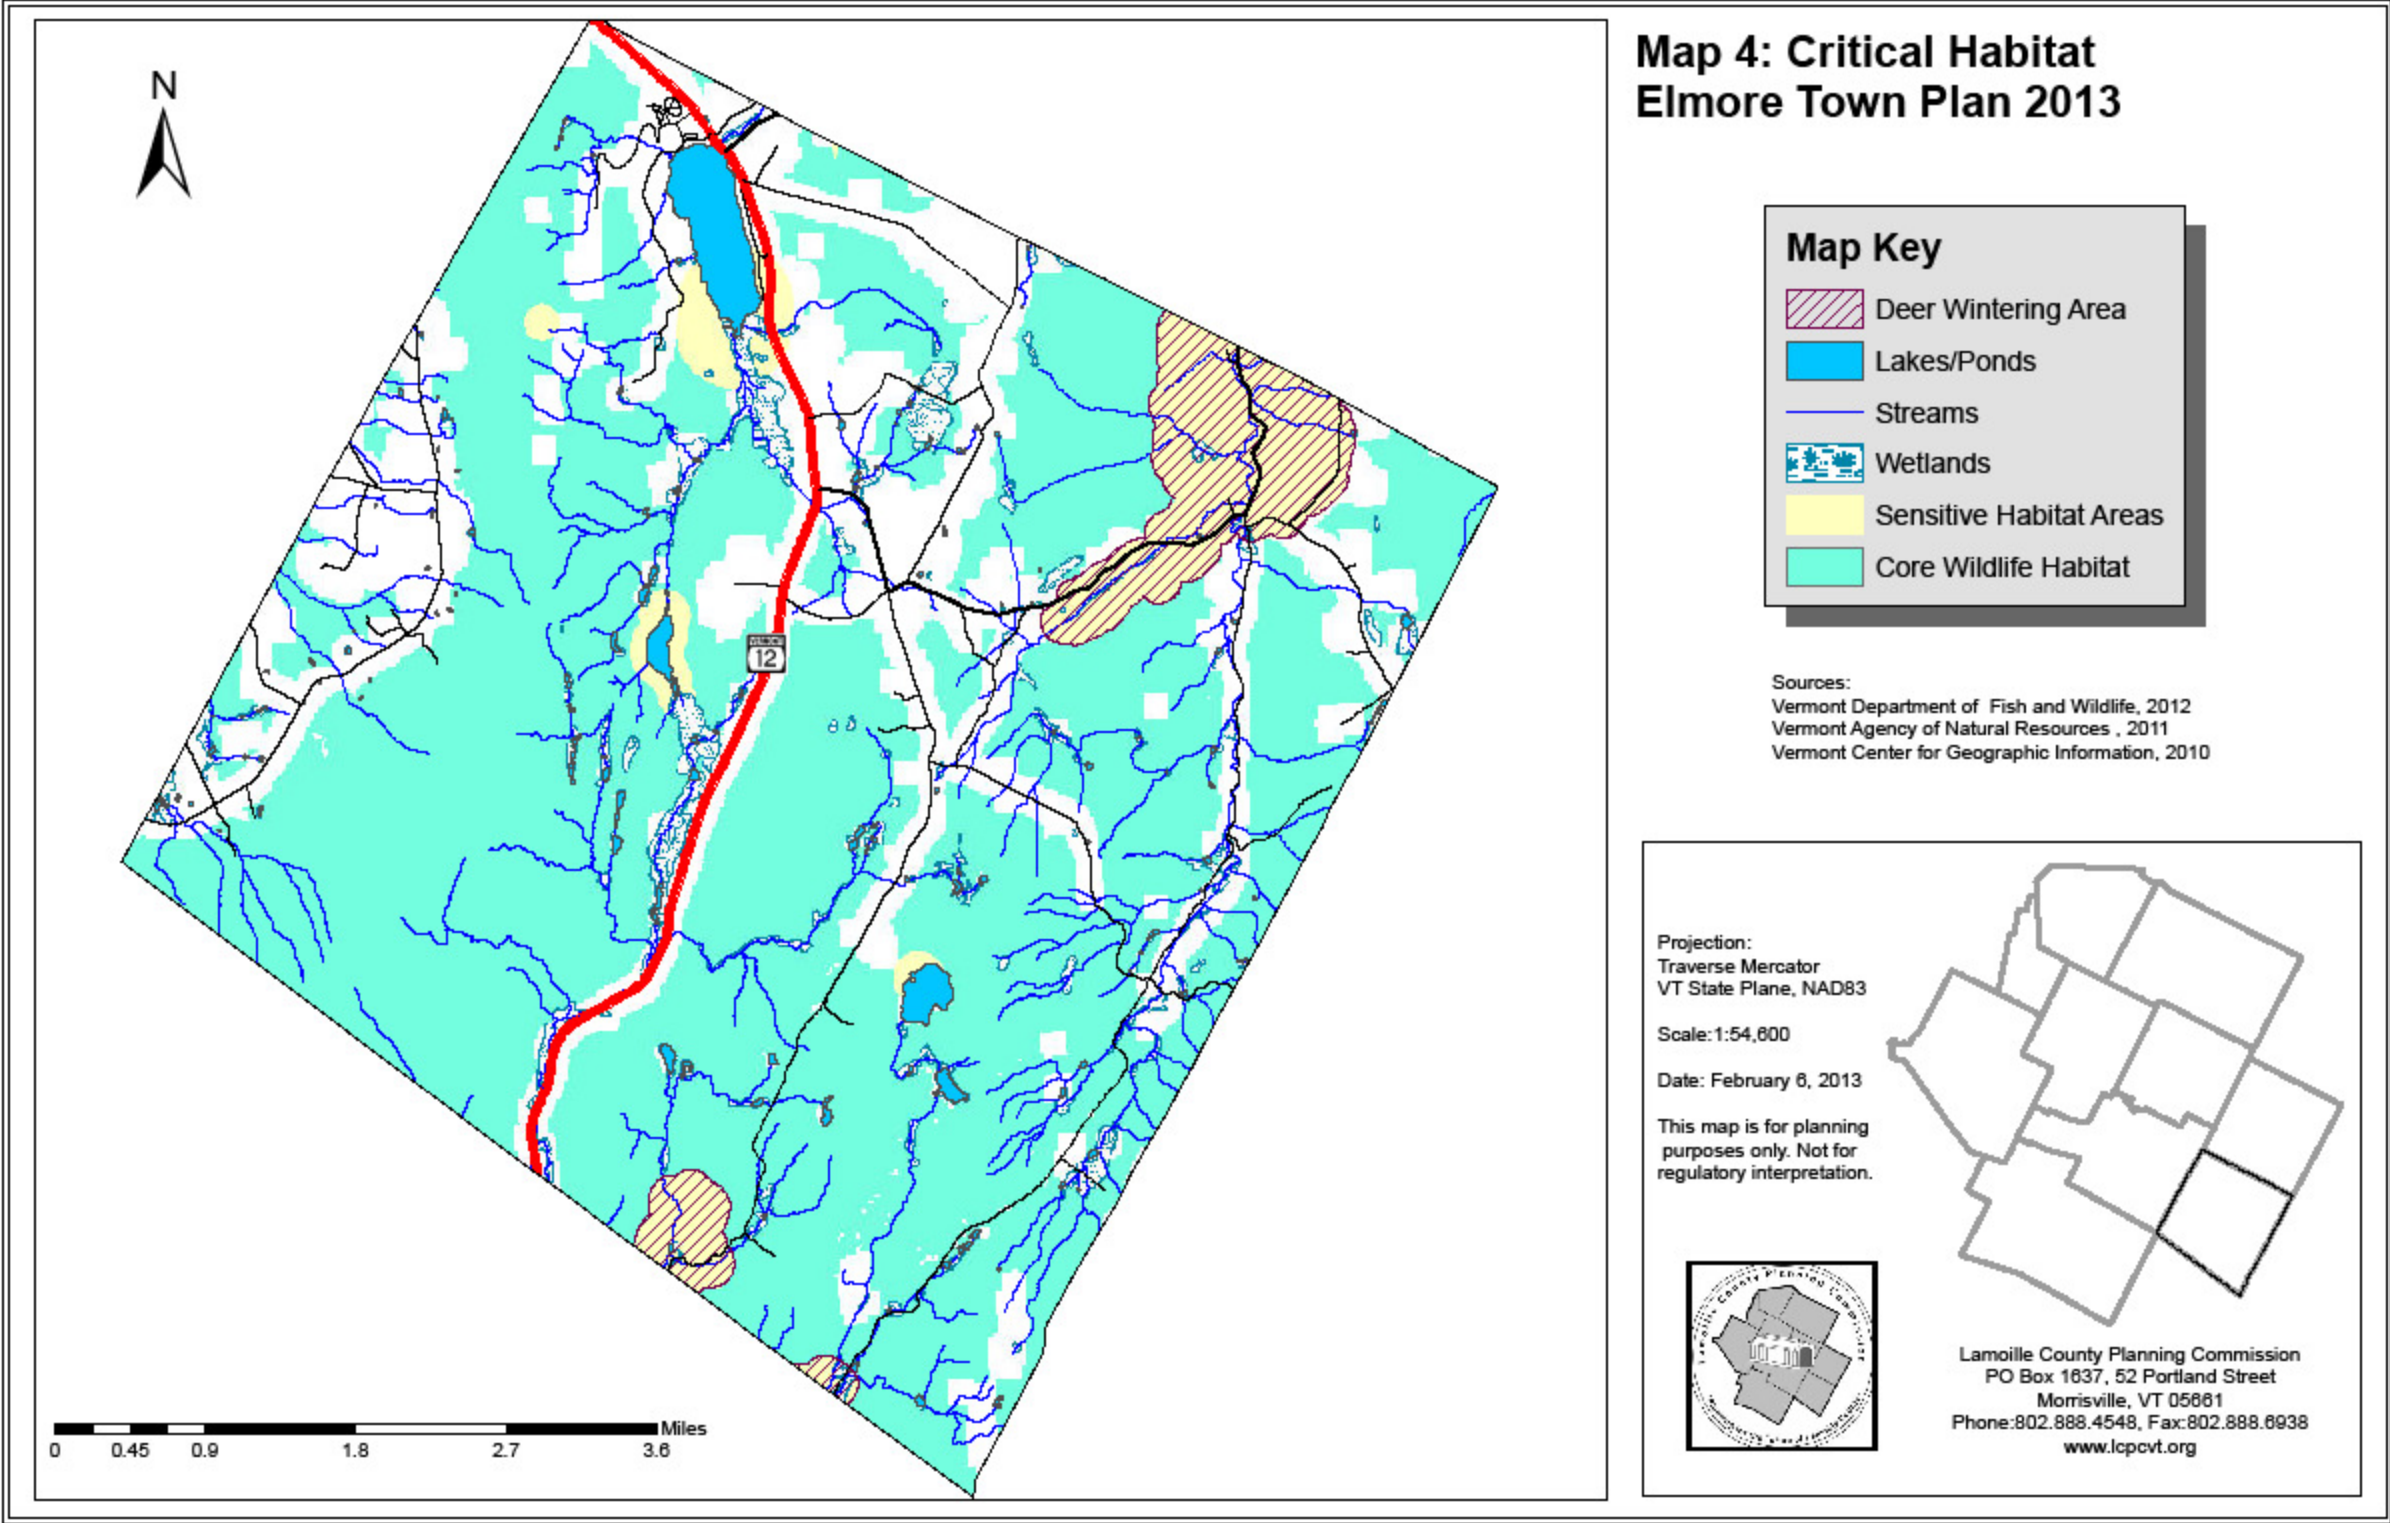 Map 4: Critical Habitat
Elmore Town Plan 2013
N
Map Key
Deer Wintering Area
Lakes/Ponds
Streams
Wetlands
Sensitive Habitat Areas
Core Wildlife Habitat
12
Sources:
Vermont Department of Fish and Wildlife, 2012
Vermont Agency of Natural Resources , 2011
Vermont Center for Geographic Information, 2010
Projection:
Traverse Mercator
VT State Plane, NAD83
Scale:1:54,600
Date: February 6, 2013
This map is for planning
purposes only. Not for
regulatory interpretation.
Lamoille County Planning Commission
Lamoille County Planning Commission
PO Box 1637, 52 Portland Street
Morrisville, VT 05661
Phone:802.888.4548, Fax:802.888.6938
www.lcpcvt.org
Miles
0 0.45 0.9 1.8 2.7 3.6